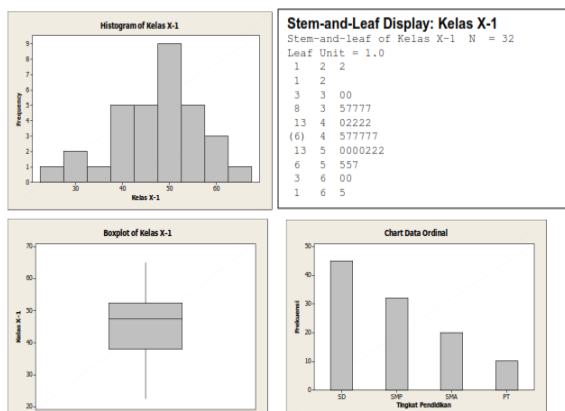 Histogram of Kelas X-1
Frequency
9
8
7
6
5
4
3
2
1
0
30 40 50 60
Kelas X-1
Stem-and-Leaf Display: Kelas X-1
Stem-and-leaf of Kelas X-1 N = 32
Leaf Unit = 1.0
1 2 2
1 2
3 3 00
8 3 57777
13 4 02222
(6) 4 577777
13 5 0000222
6 5 557
3 6 00
1 6 5
Boxplot of Kelas X-1
Kelas X-1
70
60
50
40
30
20
Chart Data Ordinal
Frekuensi
50
40
30
20
10
0
SD SMP SMA PT
Tingkat Pendidikan